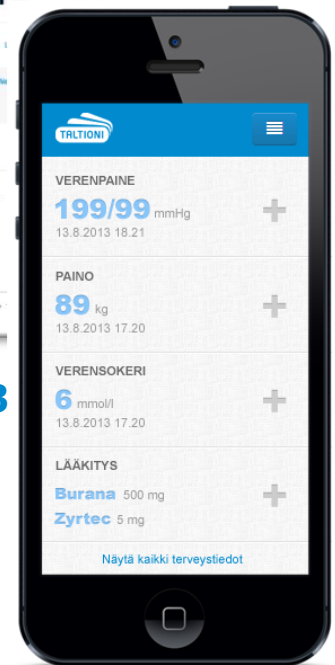 TALTIONI
VERENPAINE
199/99 mmHg
13.8.2013 18.21
PAINO
89 kg
13.8.2013 17.20
VERENSOKERI
6 mmol/l
13.8.2013 17.20
LÄÄKITYS
Burana 500 mg
Zyrtec 5 mg
Näytä kaikki terveystiedot